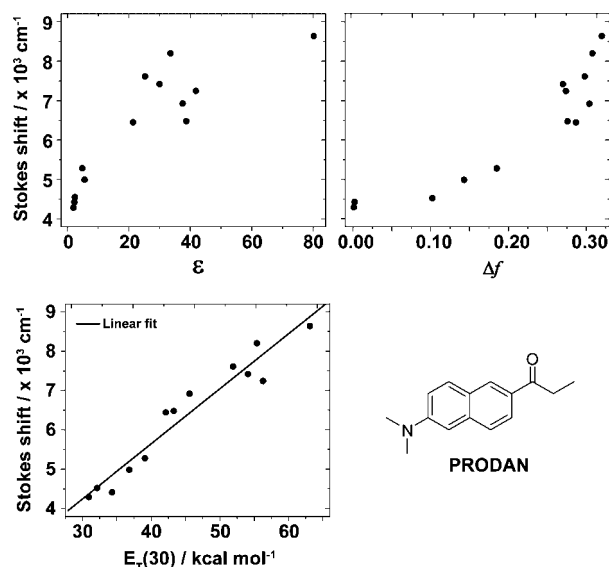 Stokes shift / x 10³ cm⁻¹
9
8
7
6
5
4
0 20 40 60 80
ε
0.00 0.10 0.20 0.30
Δf
Stokes shift / x 10³ cm⁻¹
9
8
7
6
5
4
Linear fit
30 40 50 60
E_T(30) / kcal mol⁻¹
O
N
PRODAN